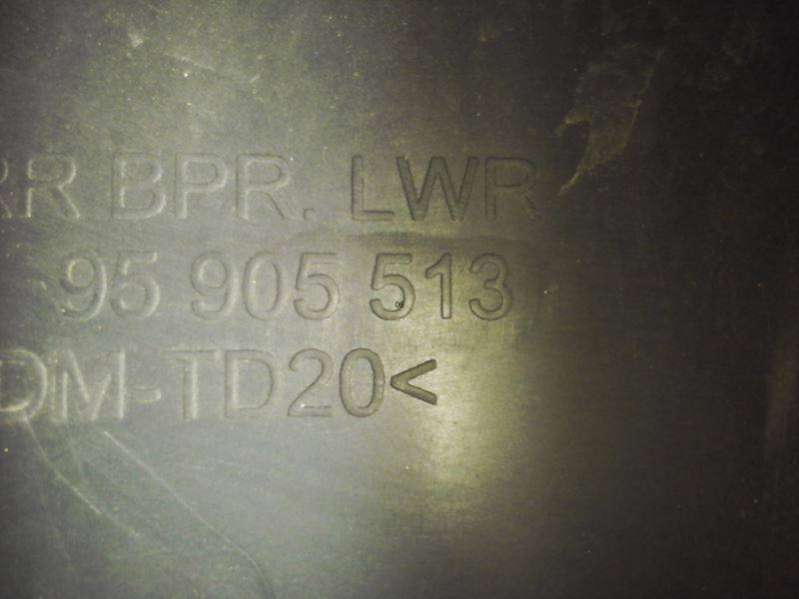 RR BPR. LWR
95 905 513
DM-TD20<